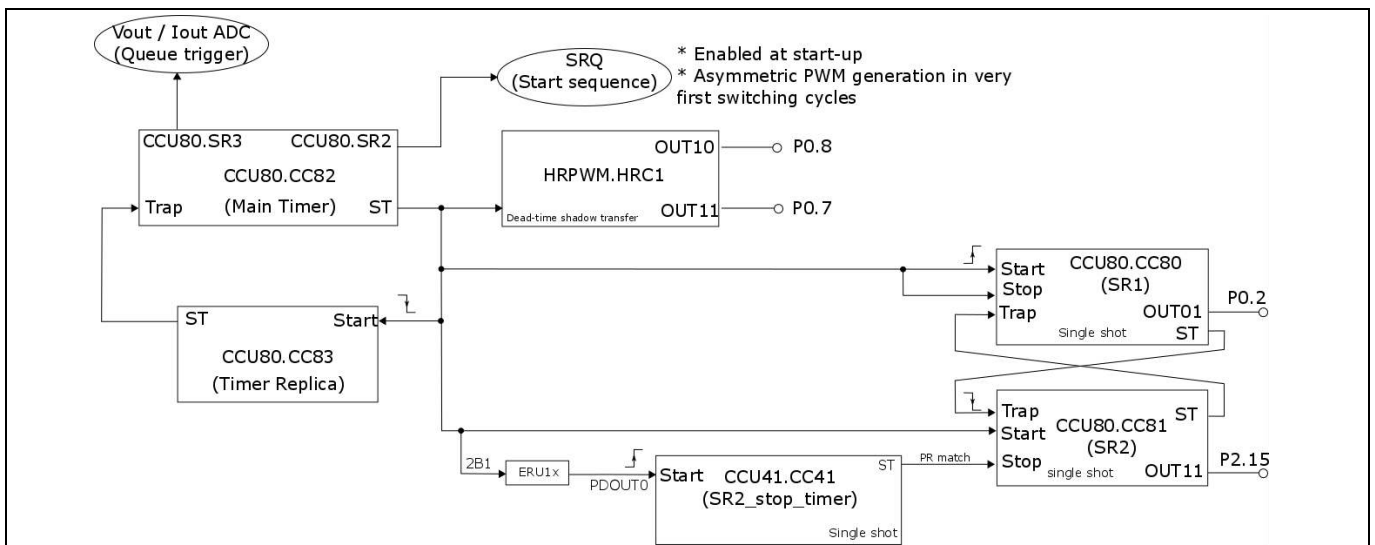 Vout / Iout ADC
(Queue trigger)
SRQ
(Start sequence)
* Enabled at start-up
* Asymmetric PWM generation in very
first switching cycles
CCU80.SR3 CCU80.SR2
CCU80.CC82
Trap (Main Timer) ST
OUT10
P0.8
HRPWM.HRC1
Dead-time shadow transfer
OUT11
P0.7
ST Start
CCU80.CC83
(Timer Replica)
Start CCU80.CC80
Stop (SR1)
Trap
OUT01
P0.2
Single shot
ST
Trap ST
Start CCU80.CC81
(SR2)
Stop
single shot
OUT11
P2.15
2B1
ERU1x
PDOUT0
Start CCU41.CC41
ST
(SR2_stop_timer)
Single shot
PR match